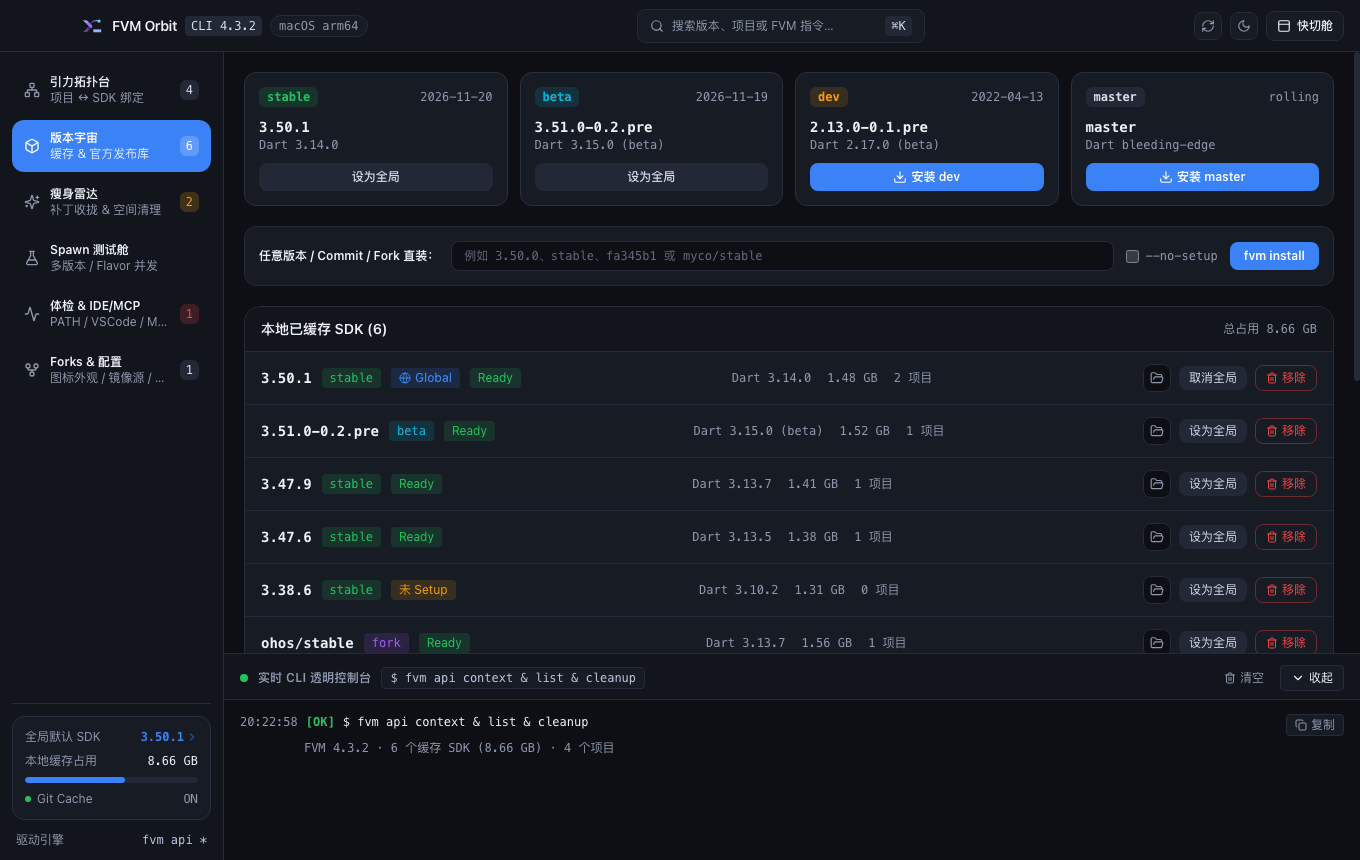 FVM Orbit CLI 4.3.2 macOS arm64
搜索版本、项目或 FVM 指令... ⌘K
快切舱
引力拓扑台
项目 ↔ SDK 绑定
4
版本宇宙
缓存 & 官方发布库
6
瘦身雷达
补丁收拢 & 空间清理
2
Spawn 测试舱
多版本 / Flavor 并发
体检 & IDE/MCP
PATH / VSCode / M...
1
Forks & 配置
图标外观 / 镜像源 / ...
1
全局默认 SDK 3.50.1 >
本地缓存占用 8.66 GB
Git Cache ON
驱动引擎 fvm api *
stable 2026-11-20
3.50.1
Dart 3.14.0
设为全局
beta 2026-11-19
3.51.0-0.2.pre
Dart 3.15.0 (beta)
设为全局
dev 2022-04-13
2.13.0-0.1.pre
Dart 2.17.0 (beta)
安装 dev
master rolling
master
Dart bleeding-edge
安装 master
任意版本 / Commit / Fork 直装： 例如 3.50.0、stable、fa345b1 或 myco/stable --no-setup fvm install
本地已缓存 SDK (6) 总占用 8.66 GB
3.50.1 stable Global Ready Dart 3.14.0 1.48 GB 2 项目 取消全局 移除
3.51.0-0.2.pre beta Ready Dart 3.15.0 (beta) 1.52 GB 1 项目 设为全局 移除
3.47.9 stable Ready Dart 3.13.7 1.41 GB 1 项目 设为全局 移除
3.47.6 stable Ready Dart 3.13.5 1.38 GB 1 项目 设为全局 移除
3.38.6 stable 未 Setup Dart 3.10.2 1.31 GB 0 项目 设为全局 移除
ohos/stable fork Ready Dart 3.13.7 1.56 GB 1 项目 设为全局 移除
实时 CLI 透明控制台 $ fvm api context & list & cleanup 清空 收起
20:22:58 [OK] $ fvm api context & list & cleanup 复制
FVM 4.3.2 · 6 个缓存 SDK (8.66 GB) · 4 个项目